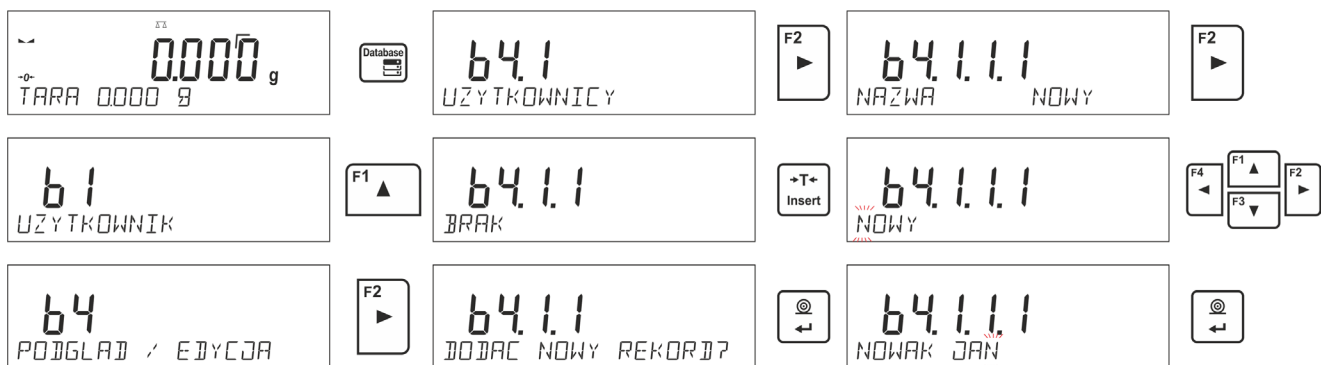 0.000 g
→0←
TARA 0.000 g
Database
b1
UZYTKOWNIK
F1
b4
PODGLAD / EDYCJA
F2
b4.1
UZYTKOWNICY
F2
b4.1.1
BRAK
→T←
Insert
b4.1.1
DODAC NOWY REKORD?
b4.1.1.1
NAZWA NOWY
F2
b4.1.1.1
NOWY
F1
F4
F2
F3
b4.1.1.1
NOWAK JAN